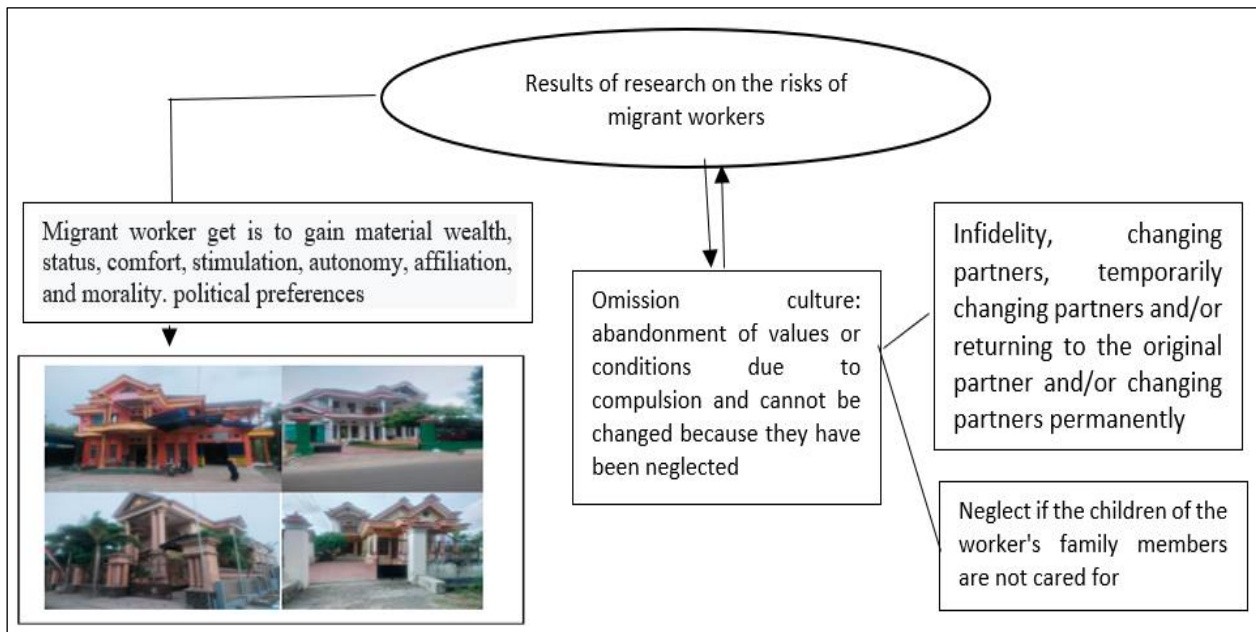 Results of research on the risks of
migrant workers
Migrant worker get is to gain material wealth,
status, comfort, stimulation, autonomy, affiliation,
and morality. political preferences
Omission culture:
abandonment of values or
conditions due to
compulsion and cannot be
changed because they have
been neglected
Infidelity, changing
partners, temporarily
changing partners and/or
returning to the original
partner and/or changing
partners permanently
Neglect if the children of the
worker's family members
are not cared for